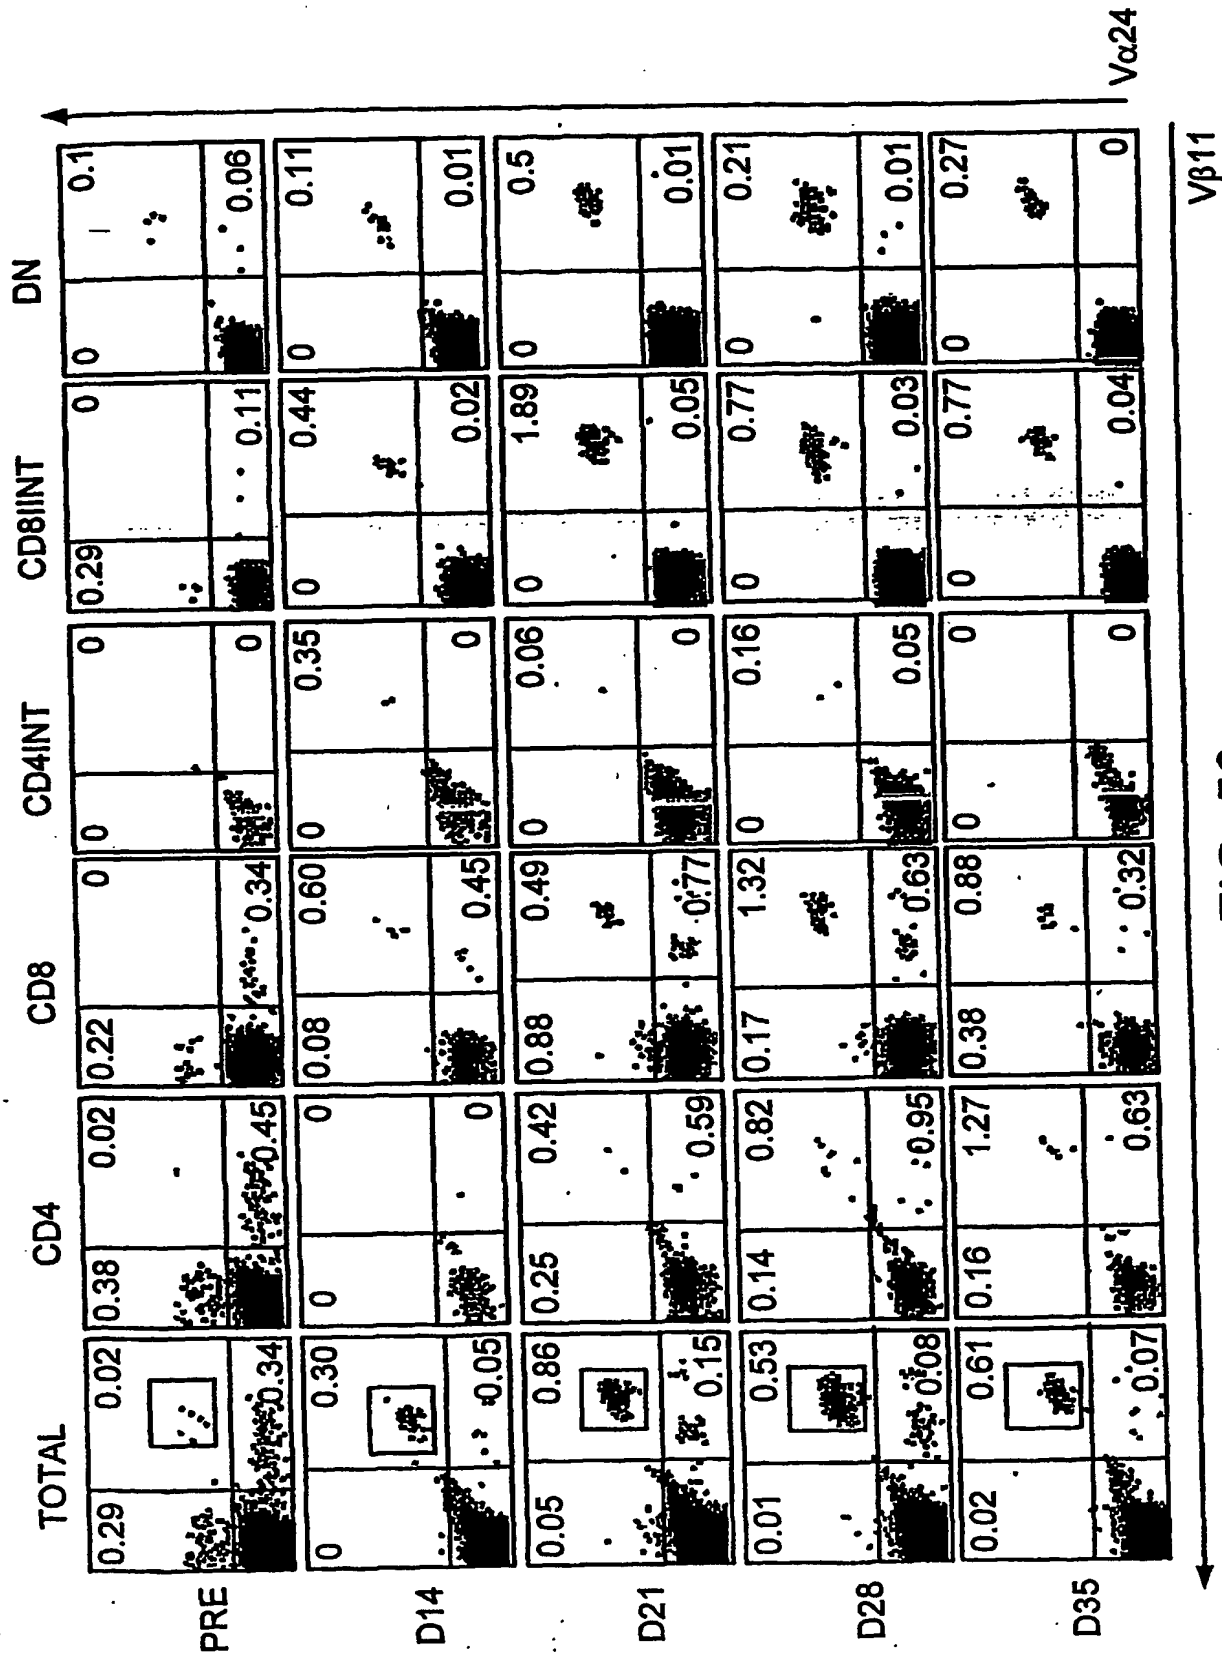 TOTAL CD4 CD8 CD4INT CD8IINT DN
PRE
0.29 0.02 0.38 0.02 0.22 0 0 0 0.29 0 0 0.1
0.34 0.45 0.34 0 0.11 0.06
D14
0 0.30 0 0 0.08 0.60 0 0.35 0 0.44 0 0.11
0.05 0 0.45 0 0.02 0.01
D21
0.05 0.86 0.25 0.42 0.88 0.49 0 0.06 0 1.89 0 0.5
0.15 0.59 0.77 0 0.05 0.01
D28
0.01 0.53 0.14 0.82 0.17 1.32 0 0.16 0 0.77 0 0.21
0.08 0.95 0.63 0.05 0.03 0.01
D35
0.02 0.61 0.16 1.27 0.38 0.88 0 0 0 0.77 0 0.27
0.07 0.63 0.32 0 0.04 0
Vα24
Vβ11